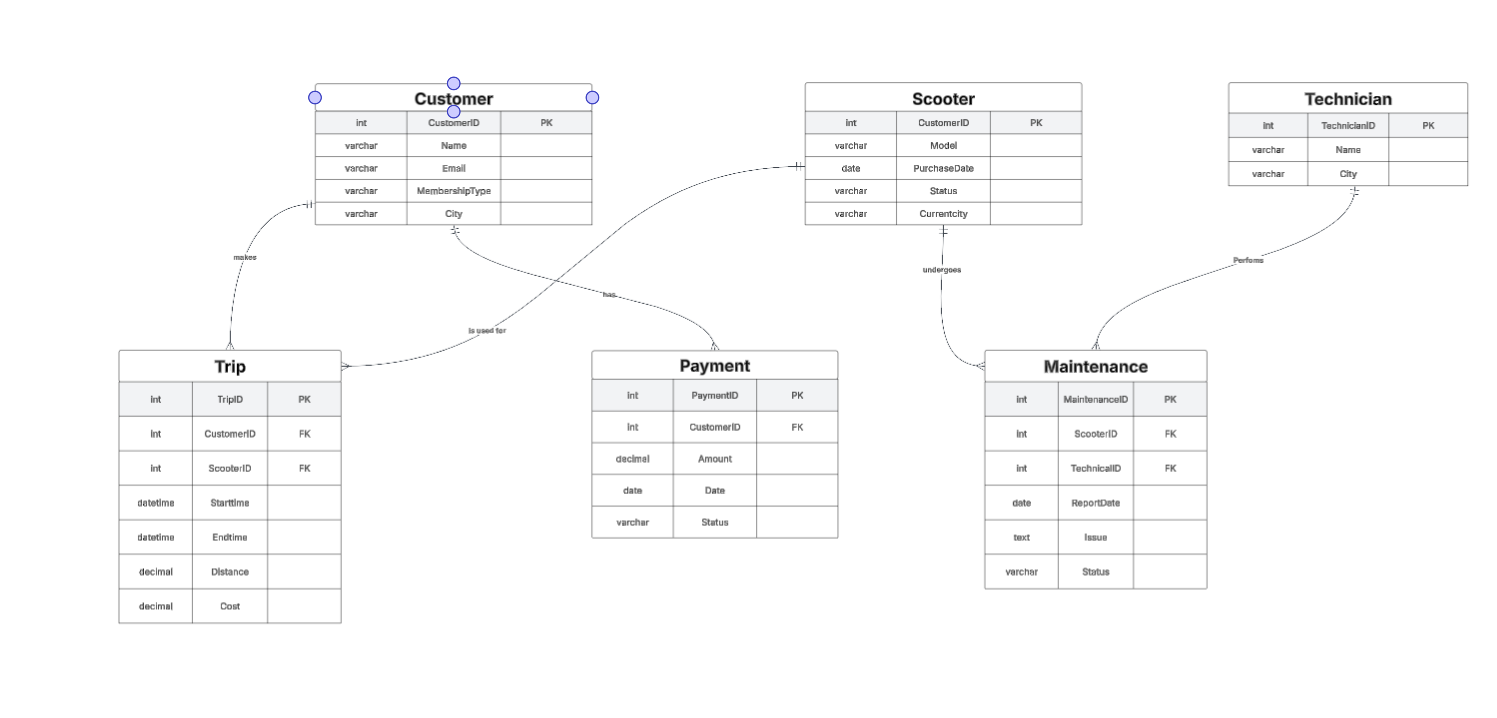 Customer
int CustomerID PK
varchar Name
varchar Email
varchar MembershipType
varchar City
Scooter
int CustomerID PK
varchar Model
date PurchaseDate
varchar Status
varchar Currentcity
Technician
int TechnicianID PK
varchar Name
varchar City
makes
has
is used for
undergoes
Perfoms
Trip
int TripID PK
int CustomerID FK
int ScooterID FK
datetime Starttime
datetime Endtime
decimal Distance
decimal Cost
Payment
int PaymentID PK
int CustomerID FK
decimal Amount
date Date
varchar Status
Maintenance
int MaintenanceID PK
int ScooterID FK
int TechnicalID FK
date ReportDate
text Issue
varchar Status